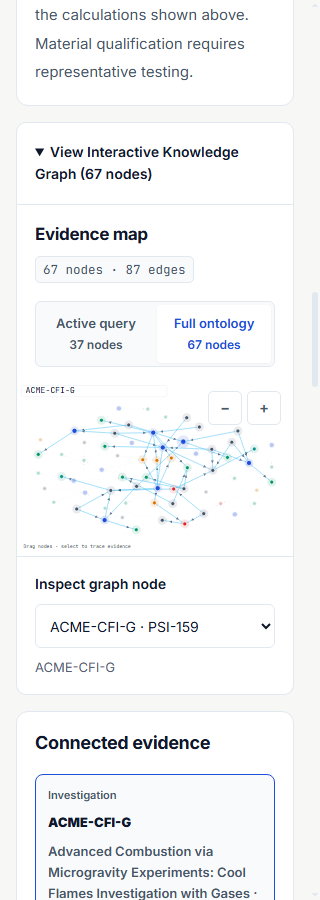 the calculations shown above.
Material qualification requires
representative testing.
▼ View Interactive Knowledge
Graph (67 nodes)
Evidence map
67 nodes · 87 edges
Active query
37 nodes
Full ontology
67 nodes
ACME-CFI-G
−
+
Drag nodes · select to trace evidence
Inspect graph node
ACME-CFI-G · PSI-159
ACME-CFI-G
Connected evidence
Investigation
ACME-CFI-G
Advanced Combustion via
Microgravity Experiments: Cool
Flames Investigation with Gases ·